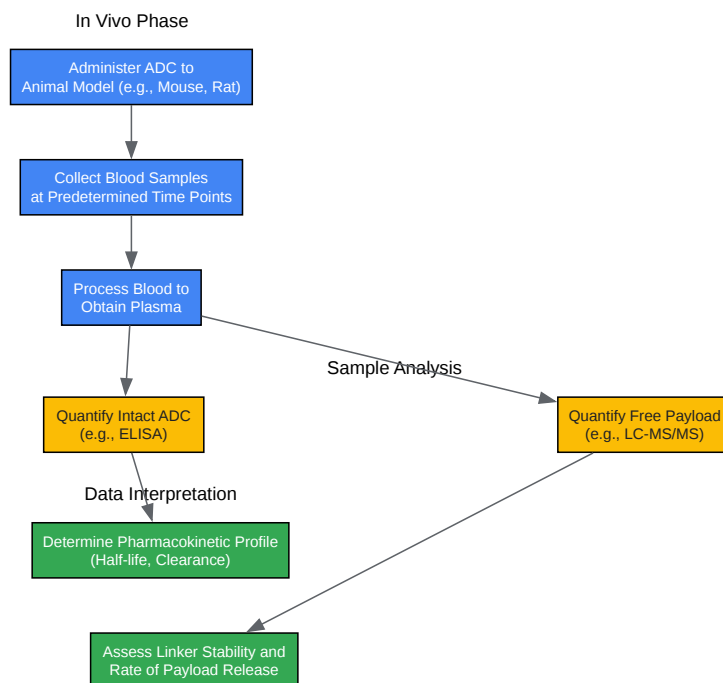 In Vivo Phase
Administer ADC to
Animal Model (e.g., Mouse, Rat)
Collect Blood Samples
at Predetermined Time Points
Process Blood to
Obtain Plasma
Sample Analysis
Quantify Intact ADC
(e.g., ELISA)
Quantify Free Payload
(e.g., LC-MS/MS)
Data Interpretation
Determine Pharmacokinetic Profile
(Half-life, Clearance)
Assess Linker Stability and
Rate of Payload Release